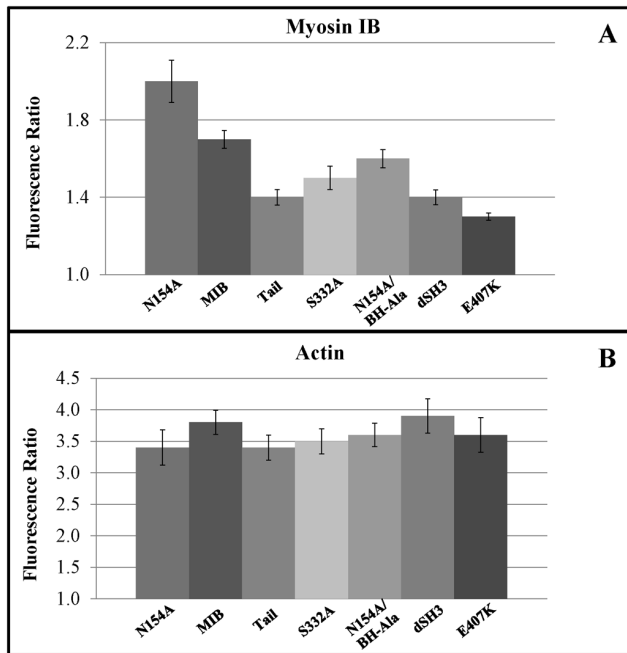 Myosin IB
A
Fluorescence Ratio
2.2
1.8
1.4
1.0
N154A
MIB
Tail
S332A
N154A/
BH-Ala
dSH3
E407K
Actin
B
Fluorescence Ratio
4.5
4.0
3.5
3.0
2.5
2.0
1.5
1.0
N154A
MIB
Tail
S332A
N154A/
BH-Ala
dSH3
E407K